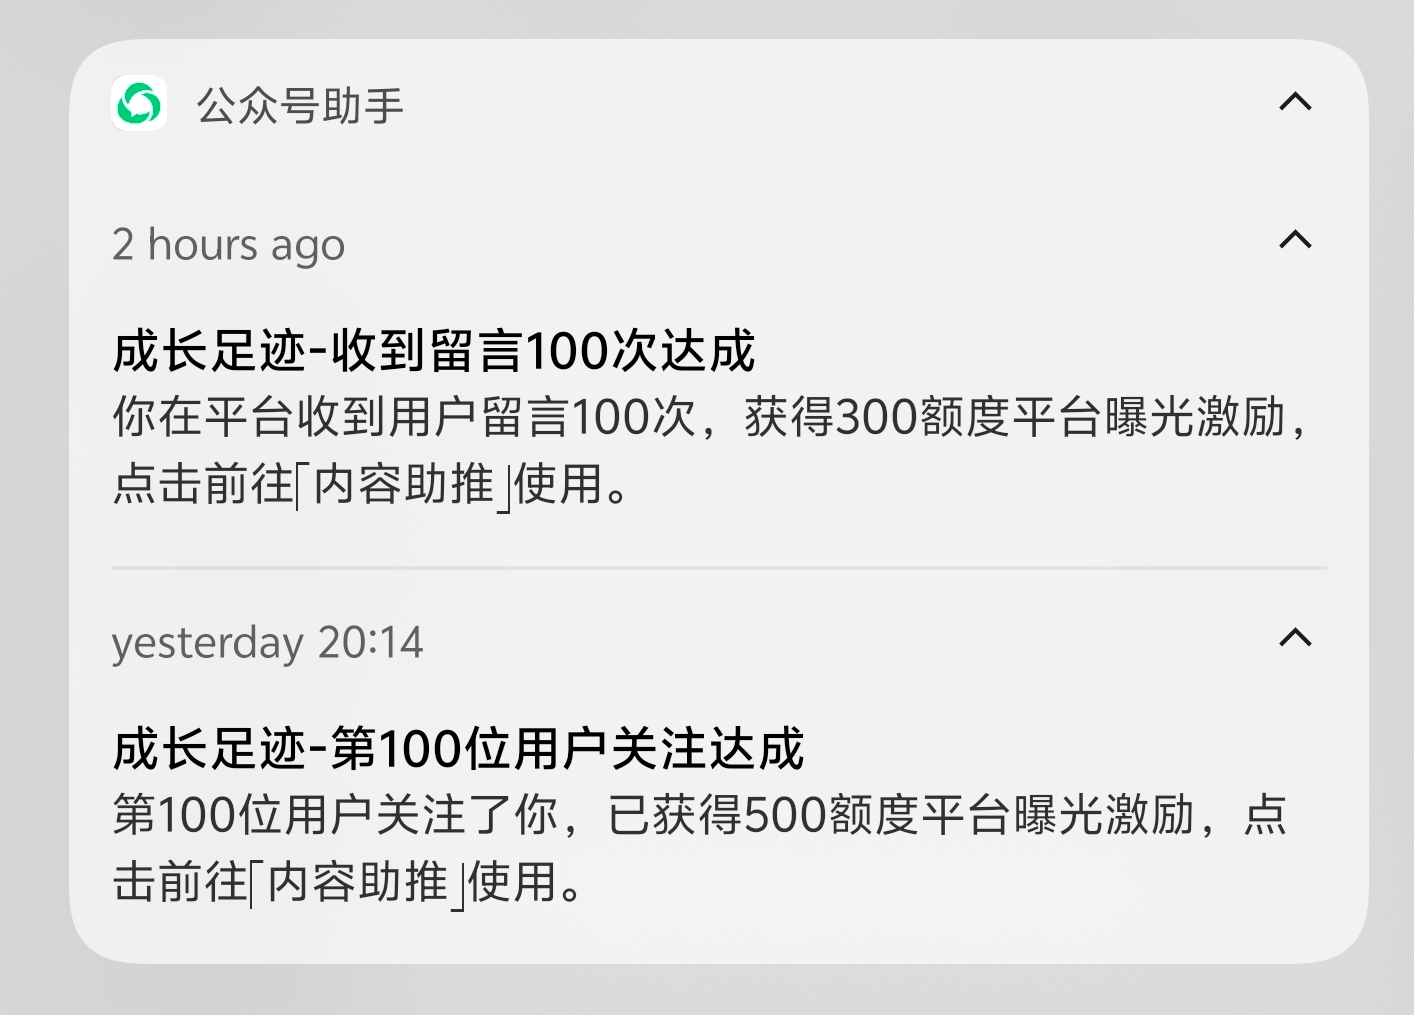 公众号助手
2 hours ago
成长足迹-收到留言100次达成
你在平台收到用户留言100次，获得300额度平台曝光激励，
点击前往「内容助推」使用。
yesterday 20:14
成长足迹-第100位用户关注达成
第100位用户关注了你，已获得500额度平台曝光激励，点
击前往「内容助推」使用。